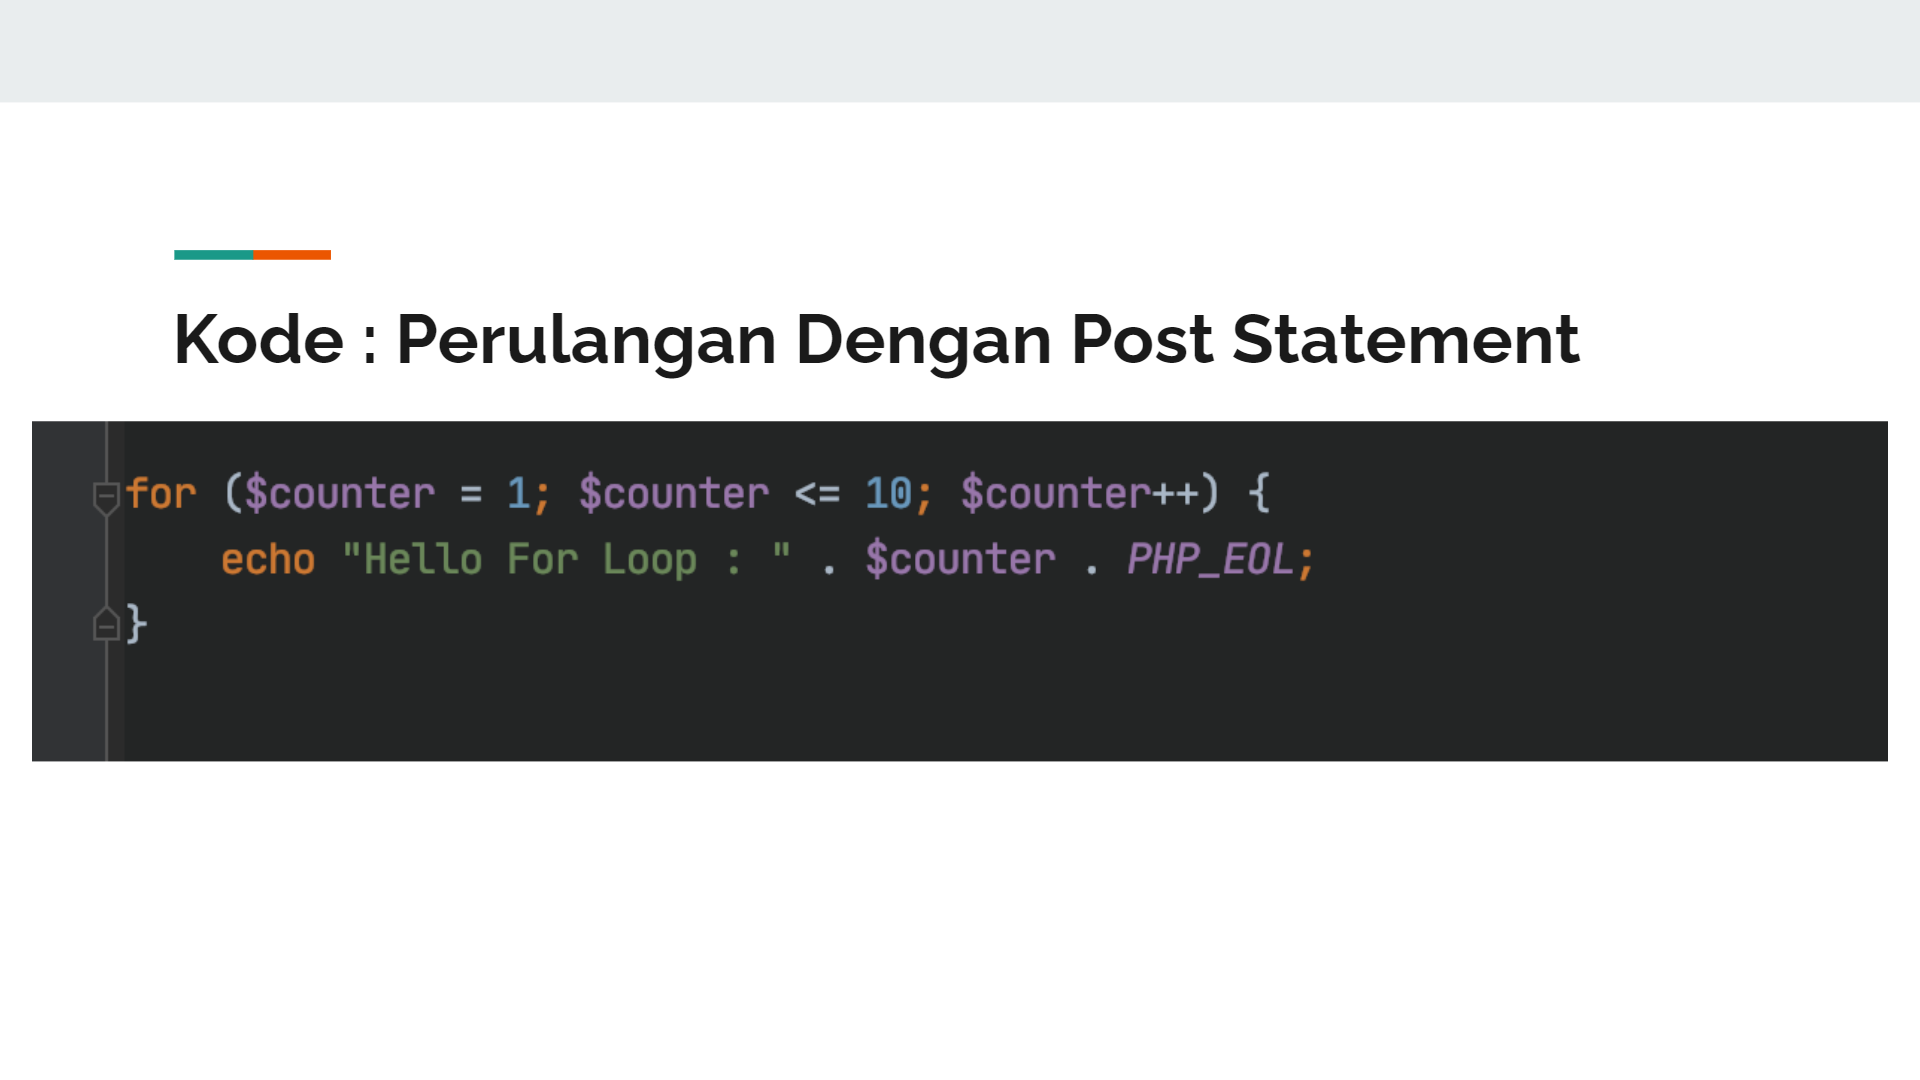 Kode : Perulangan Dengan Post Statement
for ($counter = 1; $counter <= 10; $counter++) {
    echo "Hello For Loop : " . $counter . PHP_EOL;
}